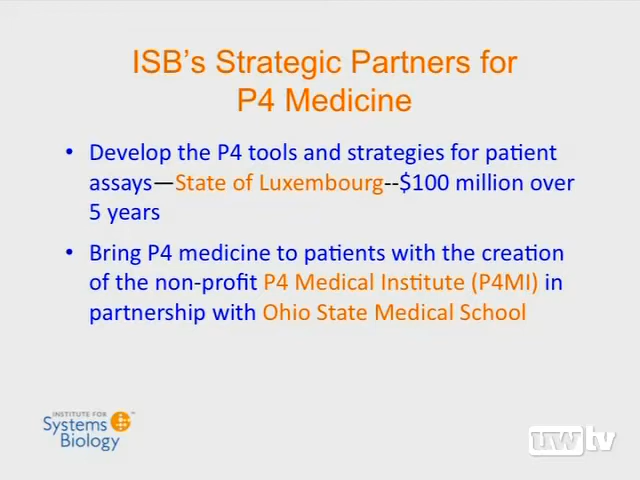 ISB's Strategic Partners for
P4 Medicine
• Develop the P4 tools and strategies for patient
assays—State of Luxembourg--$100 million over
5 years
• Bring P4 medicine to patients with the creation
of the non-profit P4 Medical Institute (P4MI) in
partnership with Ohio State Medical School
INSTITUTE FOR
Systems
Biology
uwtv